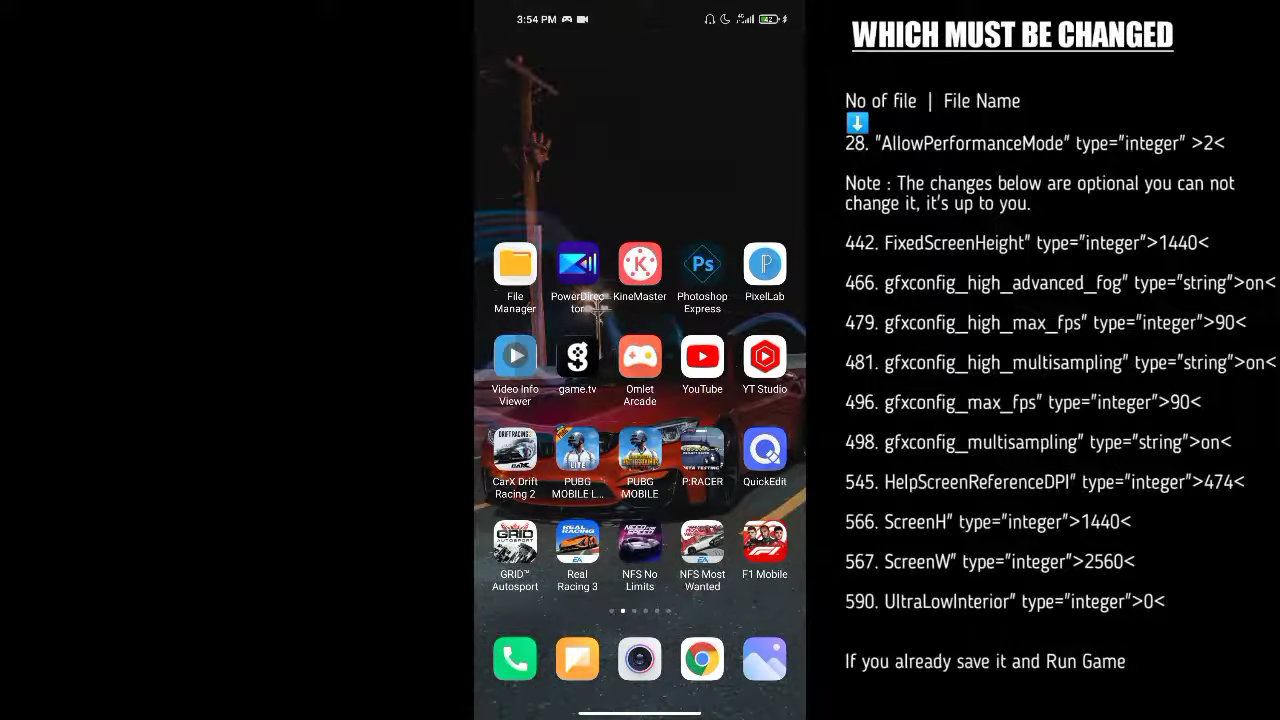 3:54 PM
42
WHICH MUST BE CHANGED
No of file | File Name
28. "AllowPerformanceMode" type="integer" >2<
Note : The changes below are optional you can not
change it, it's up to you.
442. FixedScreenHeight" type="integer">1440<
466. gfxconfig_high_advanced_fog" type="string">on<
479. gfxconfig_high_max_fps" type="integer">90<
481. gfxconfig_high_multisampling" type="string">on<
496. gfxconfig_max_fps" type="integer">90<
498. gfxconfig_multisampling" type="string">on<
545. HelpScreenReferenceDPI" type="integer">474<
566. ScreenH" type="integer">1440<
567. ScreenW" type="integer">2560<
590. UltraLowInterior" type="integer">0<
If you already save it and Run Game
File
Manager
PowerDirec
tor
KineMaster
Ps
Photoshop
Express
P
PixelLab
Video Info
Viewer
game.tv
Omlet
Arcade
YouTube
YT Studio
CarX Drift
Racing 2
PUBG
MOBILE L...
PUBG
MOBILE
P:RACER
QuickEdit
GRID™
Autosport
Real
Racing 3
NFS No
Limits
NFS Most
Wanted
F1 Mobile